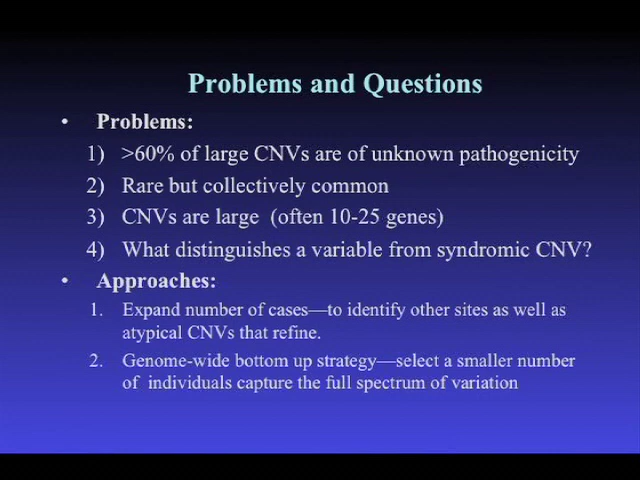 Problems and Questions
• Problems:
1) >60% of large CNVs are of unknown pathogenicity
2) Rare but collectively common
3) CNVs are large (often 10-25 genes)
4) What distinguishes a variable from syndromic CNV?
• Approaches:
1. Expand number of cases—to identify other sites as well as
atypical CNVs that refine.
2. Genome-wide bottom up strategy—select a smaller number
of individuals capture the full spectrum of variation